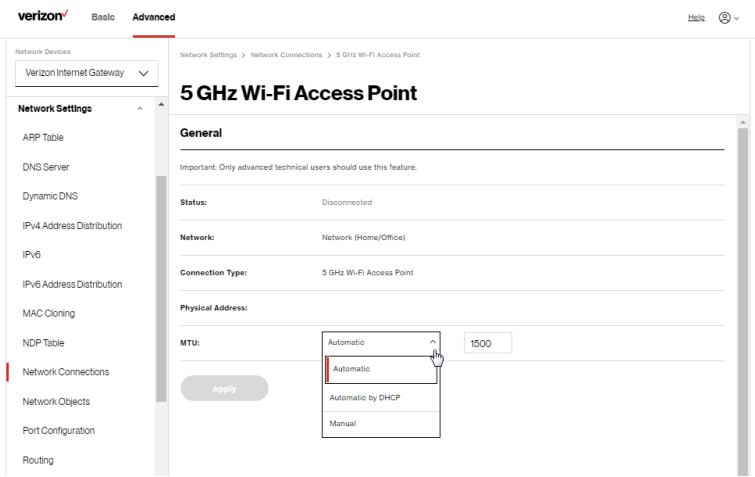 verizon Basic Advanced Help
Network Devices
Verizon Internet Gateway
Network Settings
ARP Table
DNS Server
Dynamic DNS
IPv4 Address Distribution
IPv6
IPv6 Address Distribution
MAC Cloning
NDP Table
Network Connections
Network Objects
Port Configuration
Routing
Network Settings > Network Connections > 5 GHz Wi-Fi Access Point
5 GHz Wi-Fi Access Point
General
Important: Only advanced technical users should use this feature.
Status: Disconnected
Network: Network (Home/Office)
Connection Type: 5 GHz Wi-Fi Access Point
Physical Address:
MTU: Automatic 1500
Automatic
Automatic by DHCP
Manual
Apply